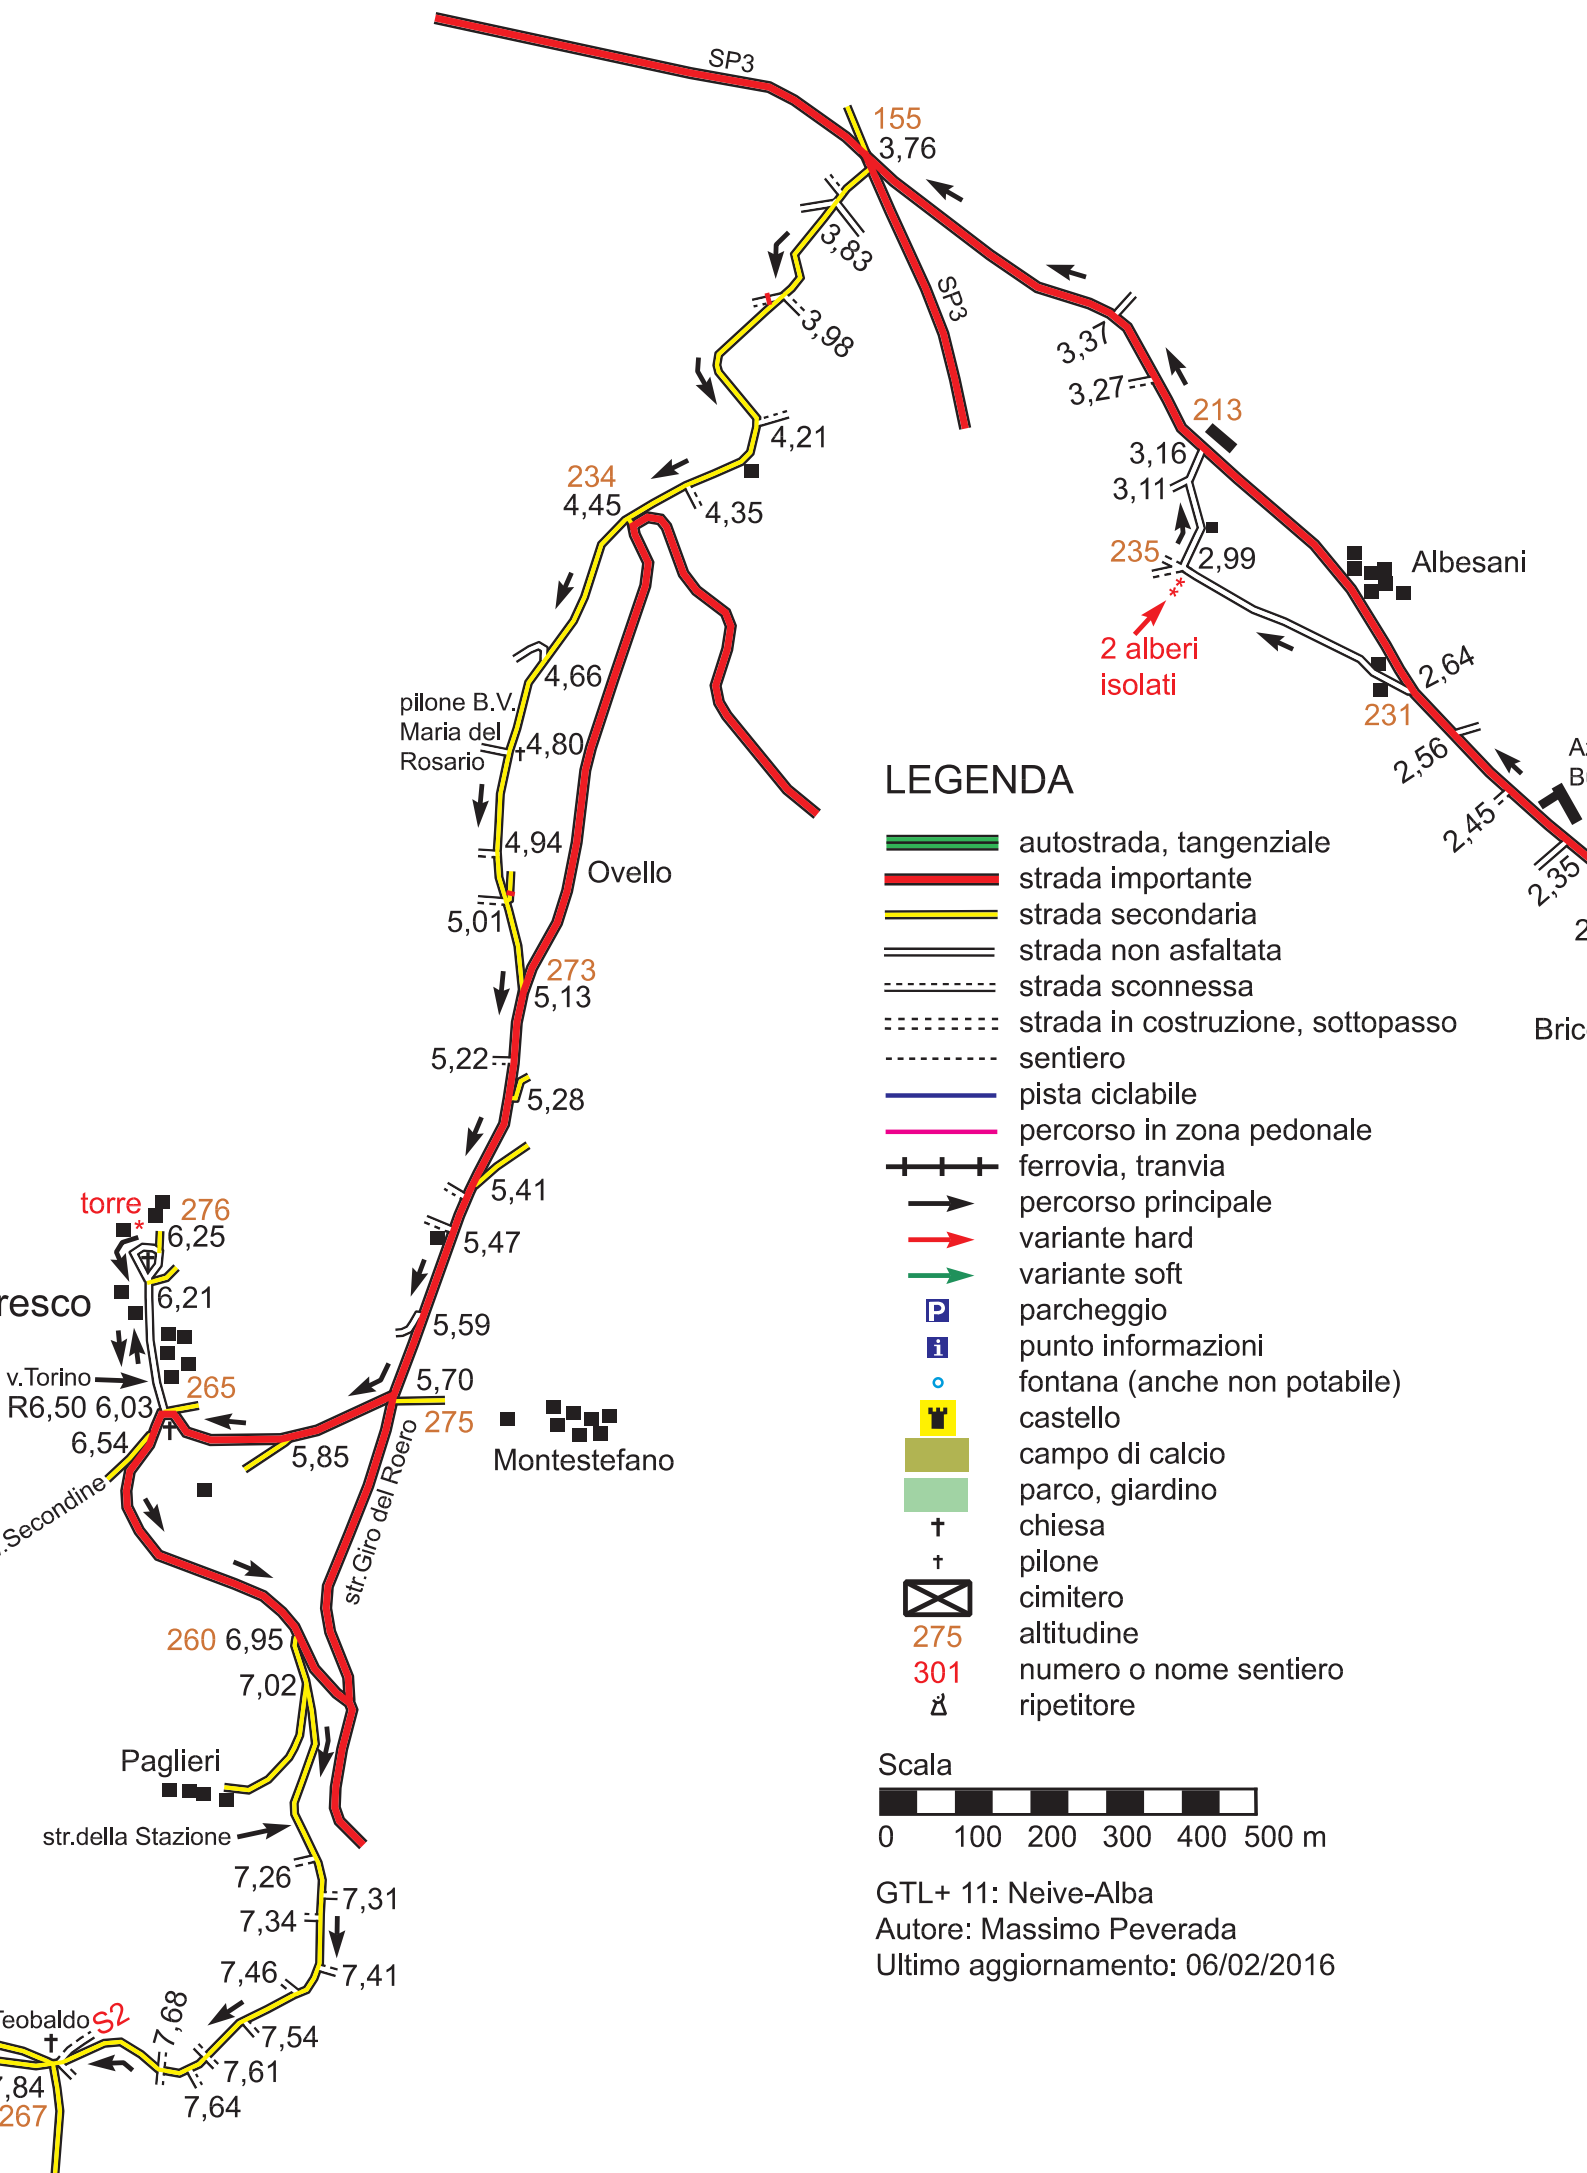 SP3
155
3,76
3,83
SP3
3,98
3,37
3,27
213
4,21
3,16
3,11
234
4,45
4,35
235
2,99
Albesani
2 alberi
isolati
2,64
231
4,66
pilone B.V.
Maria del
Rosario
4,80
2,56
2,45
2,35
4,94
Ovello
5,01
273
5,13
5,22
5,28
5,41
5,47
torre
276
6,25
6,21
resco
5,59
v.Torino
265
R6,50 6,03
5,70
275
6,54
5,85
Montestefano
.Secondine
str.Giro del Roero
260 6,95
7,02
Paglieri
str.della Stazione
7,26
7,31
7,34
7,46
7,41
7,68
Teobaldo
S2
7,54
7,61
7,64
7,84
267
LEGENDA
autostrada, tangenziale
strada importante
strada secondaria
strada non asfaltata
strada sconnessa
strada in costruzione, sottopasso
sentiero
pista ciclabile
percorso in zona pedonale
ferrovia, tranvia
percorso principale
variante hard
variante soft
P parcheggio
i punto informazioni
fontana (anche non potabile)
castello
campo di calcio
parco, giardino
chiesa
pilone
cimitero
275 altitudine
301 numero o nome sentiero
ripetitore
Scala
0 100 200 300 400 500 m
GTL+ 11: Neive-Alba
Autore: Massimo Peverada
Ultimo aggiornamento: 06/02/2016